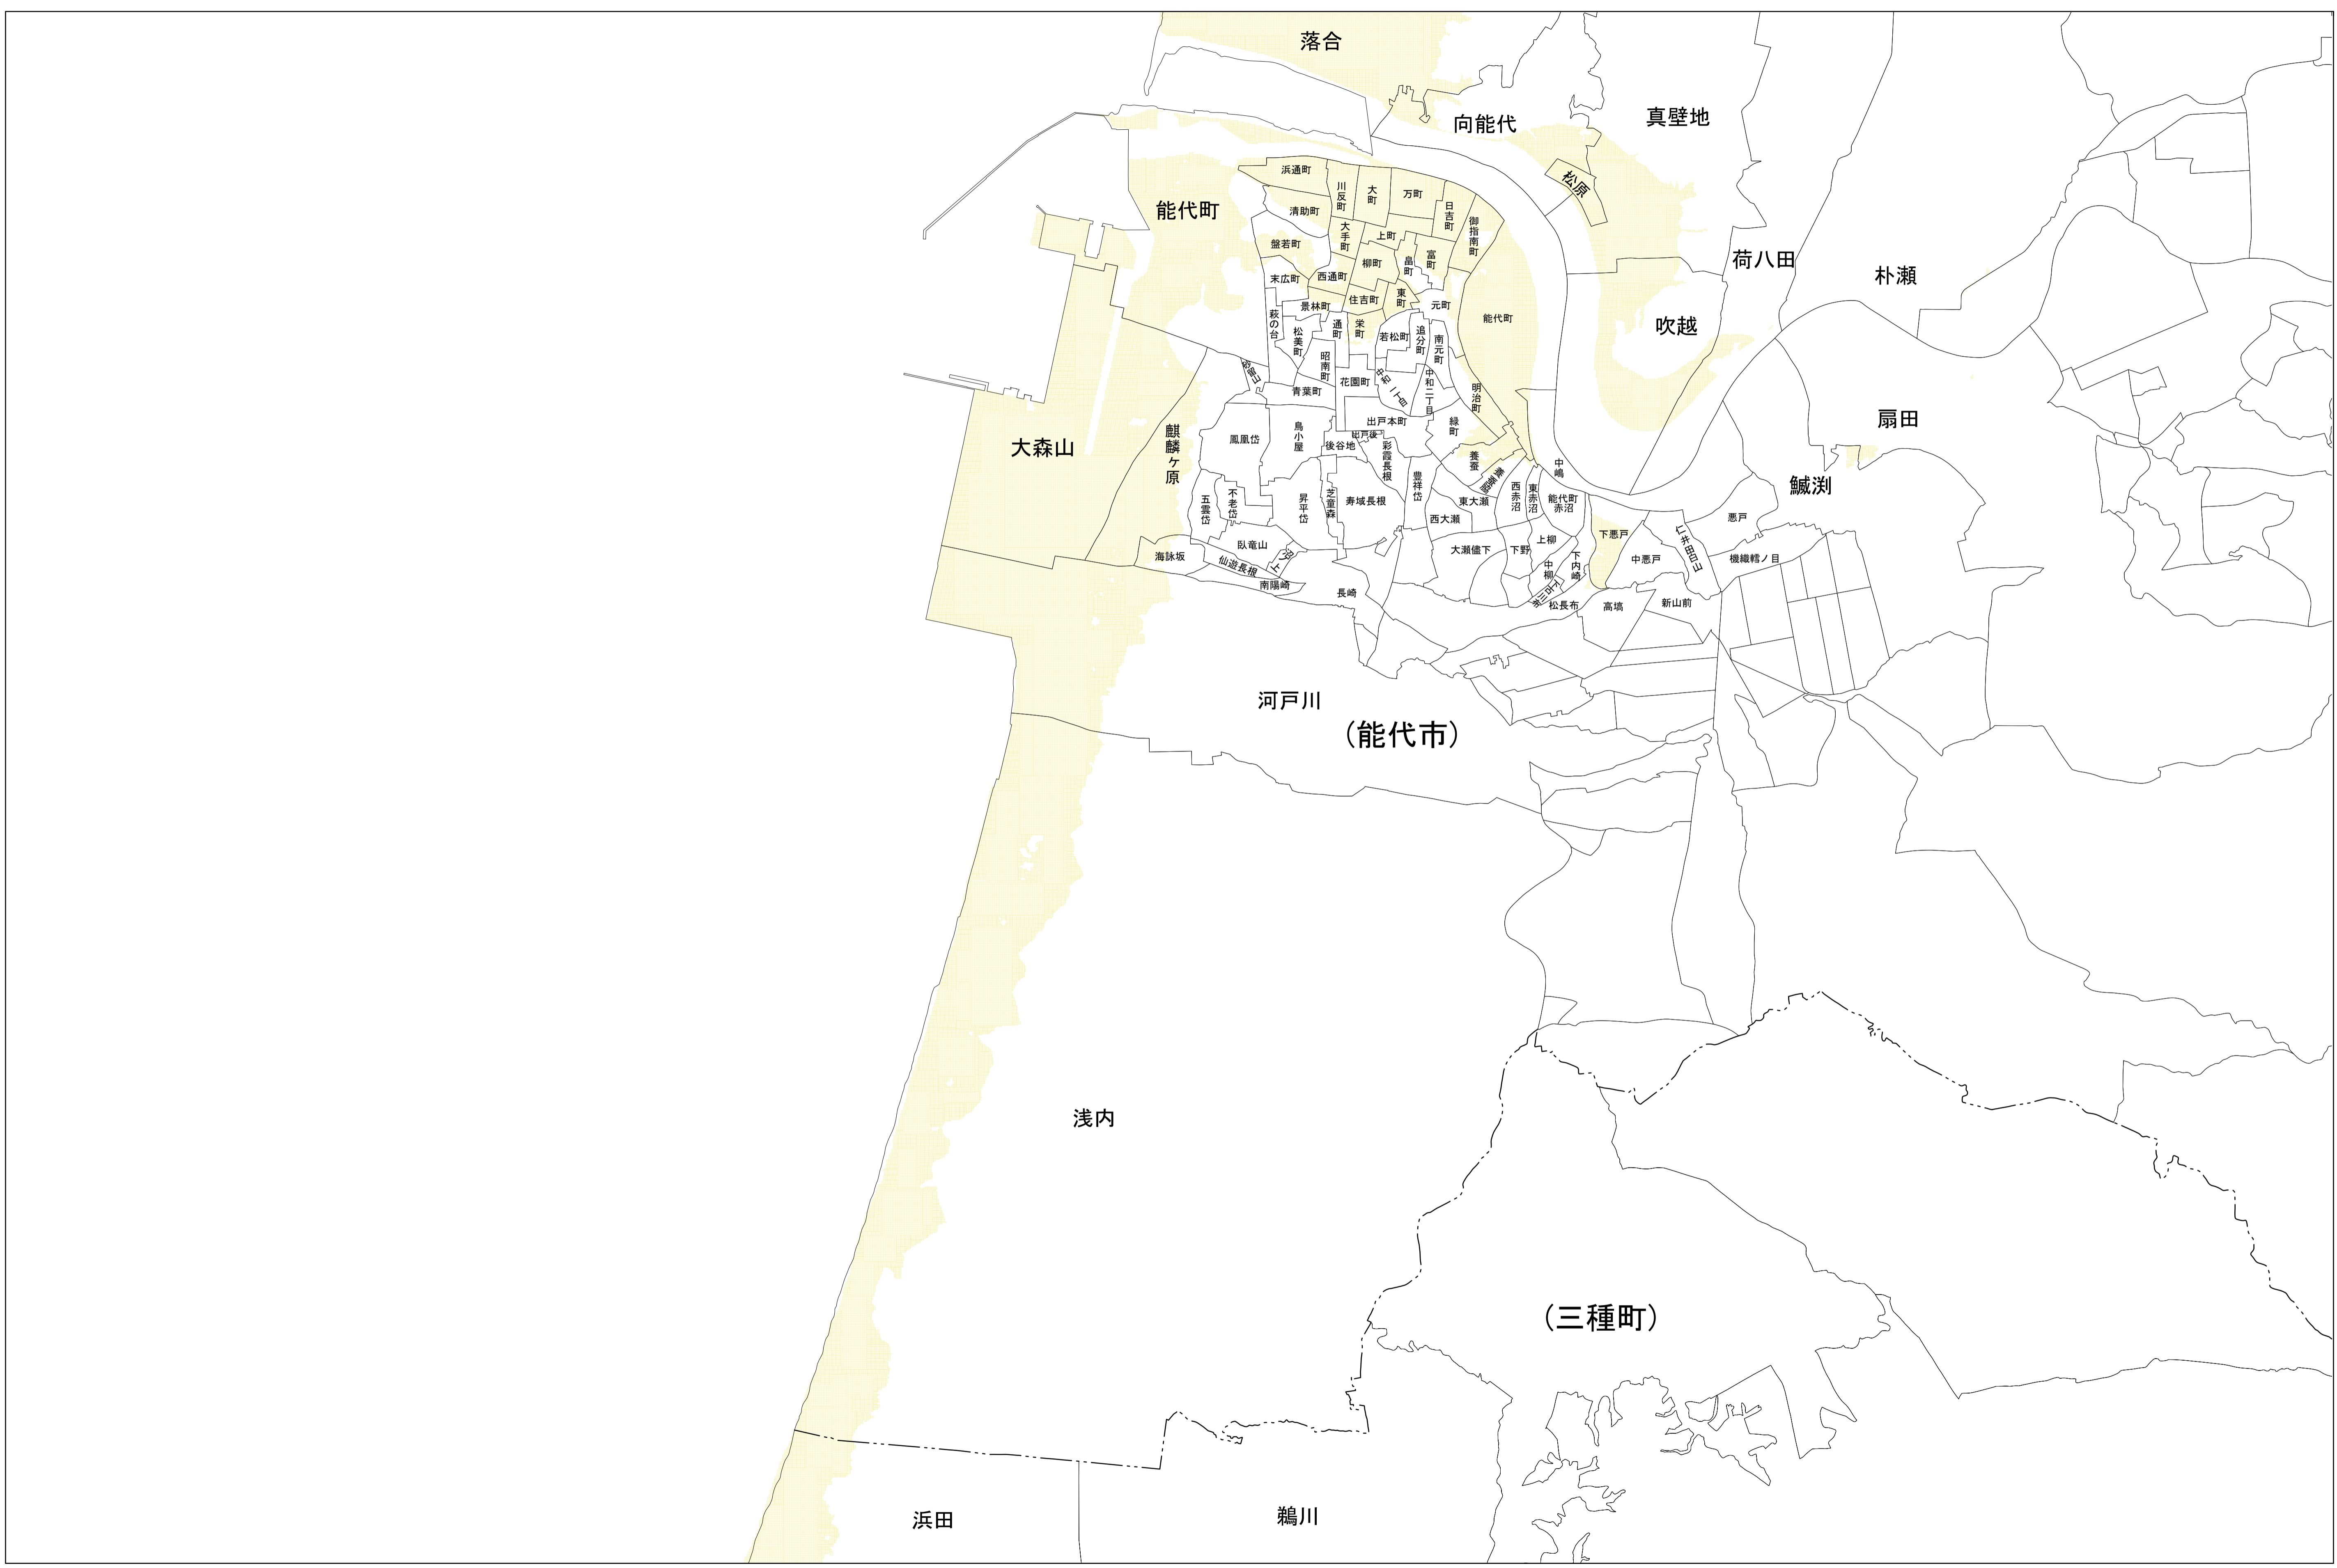 落合
向能代
真壁地
松原
能代町
浜通町
川反町
大町
万町
日吉町
御指南町
清助町
大手町
上町
盤若町
柳町
畠町
富町
荷八田
朴瀬
末広町
西通町
住吉町
東町
元町
景林町
能代町
吹越
萩の台
松美町
通町
栄町
若松町
追分町
南元町
昭南町
花園町
中和一丁目
中和二丁目
明治町
青葉町
出戸本町
緑町
扇田
大森山
麒麟ヶ原
鳳凰岱
鳥小屋
後谷地
出戸後
彩霞長根
養蚕
中嶋
鰄渕
五雲岱
不老岱
昇平岱
芝童森
寿域長根
豊祥岱
東大瀬
西赤沼
東赤沼
能代町赤沼
西大瀬
悪戸
下悪戸
仁井田白山
中悪戸
機織轌ノ目
海詠坂
臥竜山
仙遊長根
南陽崎
大瀬儘下
下野
上柳
中柳
下内崎
長崎
松長布
高塙
新山前
河戸川
(能代市)
浅内
(三種町)
浜田
鵜川